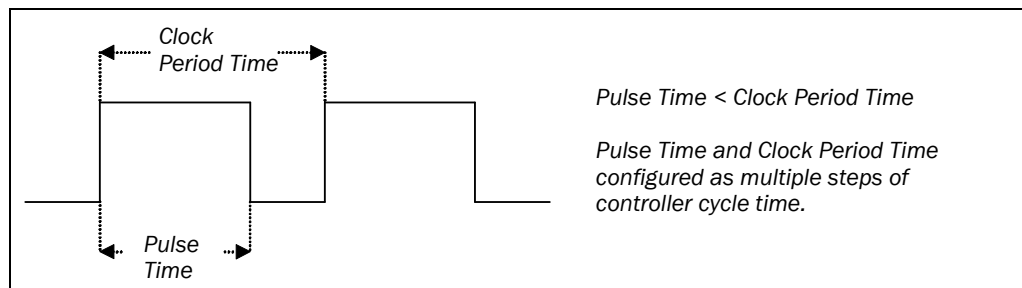 Clock
Period Time
Pulse Time < Clock Period Time
Pulse Time and Clock Period Time
configured as multiple steps of
controller cycle time.
Pulse
Time